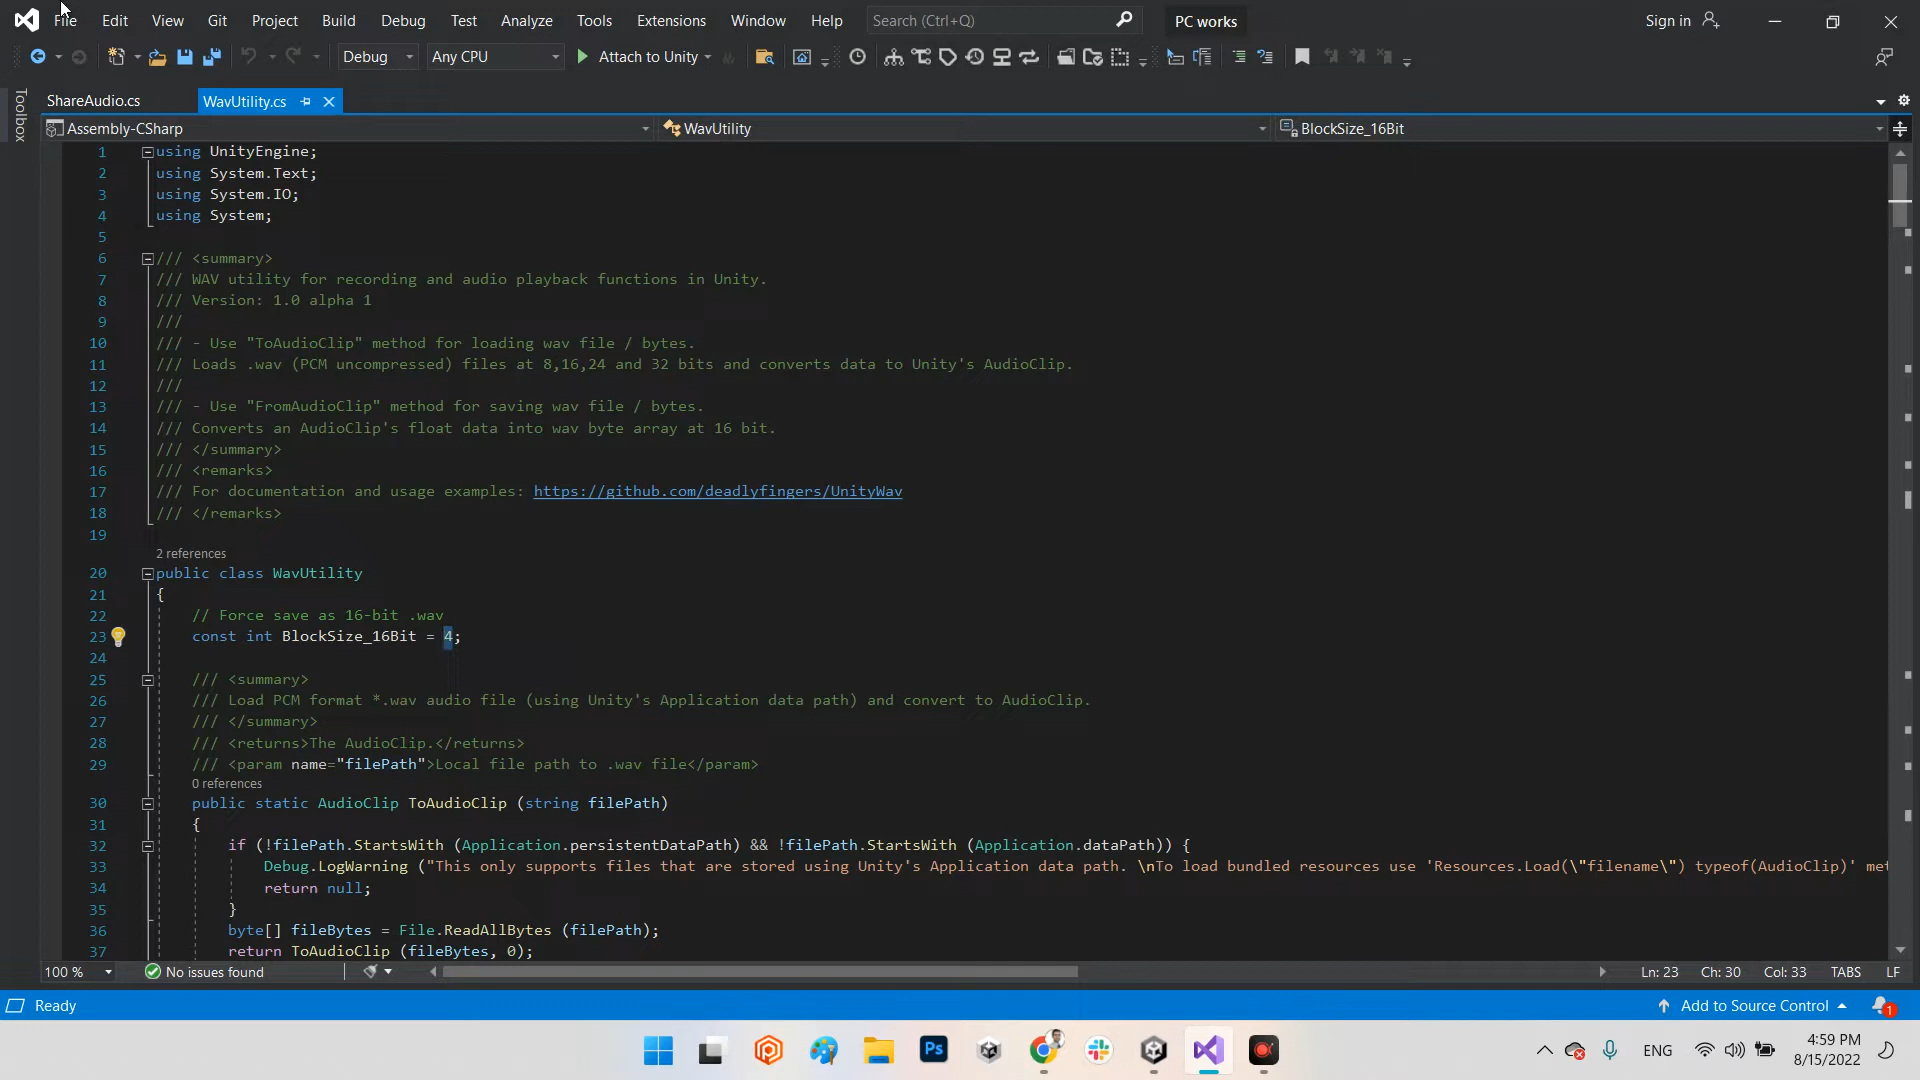 File Edit View Git Project Build Debug Test Analyze Tools Extensions Window Help Search (Ctrl+Q) PC works Sign in
Debug Any CPU Attach to Unity
Toolbox
ShareAudio.cs WavUtility.cs
Assembly-CSharp WavUtility BlockSize_16Bit
1 using UnityEngine;
2 using System.Text;
3 using System.IO;
4 using System;
5
6 /// <summary>
7 /// WAV utility for recording and audio playback functions in Unity.
8 /// Version: 1.0 alpha 1
9 ///
10 /// - Use "ToAudioClip" method for loading wav file / bytes.
11 /// Loads .wav (PCM uncompressed) files at 8,16,24 and 32 bits and converts data to Unity's AudioClip.
12 ///
13 /// - Use "FromAudioClip" method for saving wav file / bytes.
14 /// Converts an AudioClip's float data into wav byte array at 16 bit.
15 /// </summary>
16 /// <remarks>
17 /// For documentation and usage examples: https://github.com/deadlyfingers/UnityWav
18 /// </remarks>
19
2 references
20 public class WavUtility
21 {
22 // Force save as 16-bit .wav
23 const int BlockSize_16Bit = 4;
24
25 /// <summary>
26 /// Load PCM format *.wav audio file (using Unity's Application data path) and convert to AudioClip.
27 /// </summary>
28 /// <returns>The AudioClip.</returns>
29 /// <param name="filePath">Local file path to .wav file</param>
0 references
30 public static AudioClip ToAudioClip (string filePath)
31 {
32 if (!filePath.StartsWith (Application.persistentDataPath) && !filePath.StartsWith (Application.dataPath)) {
33 Debug.LogWarning ("This only supports files that are stored using Unity's Application data path. \nTo load bundled resources use 'Resources.Load(\"filename\") typeof(AudioClip)' met
34 return null;
35 }
36 byte[] fileBytes = File.ReadAllBytes (filePath);
37 return ToAudioClip (fileBytes, 0);
100 % No issues found Ln: 23 Ch: 30 Col: 33 TABS LF
Ready Add to Source Control 1
Ps ENG 4:59 PM
8/15/2022